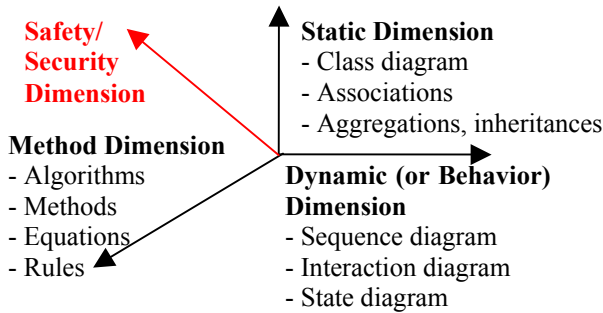 Safety/
Security
Dimension
Static Dimension
- Class diagram
- Associations
- Aggregations, inheritances
Method Dimension
- Algorithms
- Methods
- Equations
- Rules
Dynamic (or Behavior)
Dimension
- Sequence diagram
- Interaction diagram
- State diagram